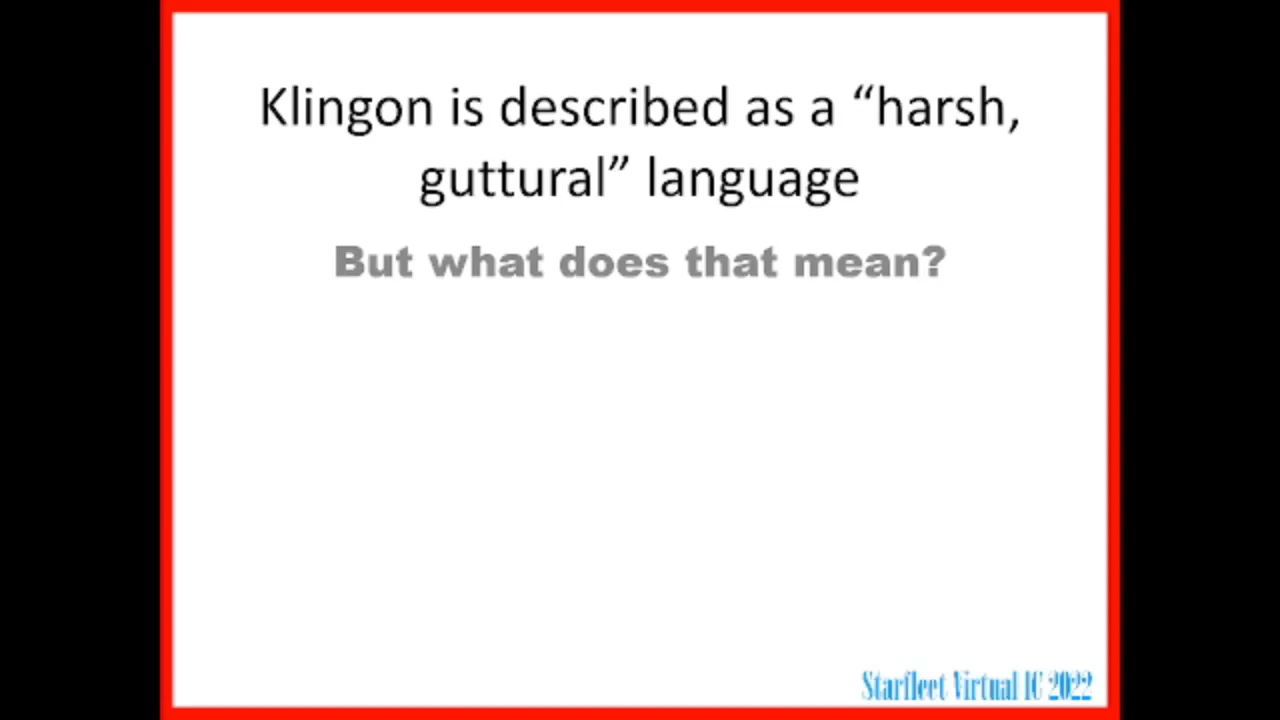 Klingon is described as a “harsh,
guttural” language
But what does that mean?
Starfleet Virtual IC 2022